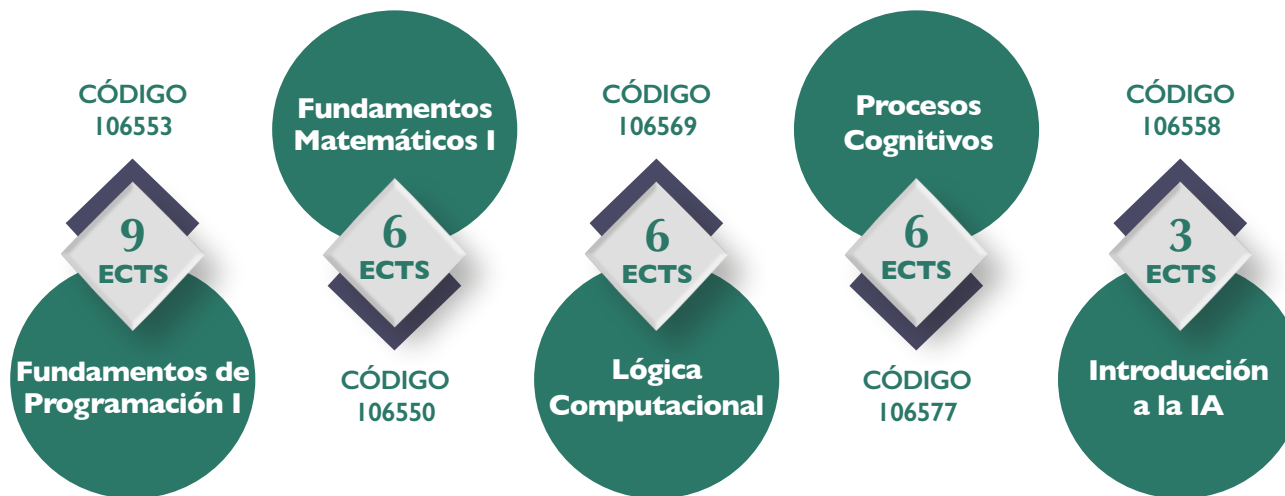 CÓDIGO
106553
9
ECTS
Fundamentos de
Programación I
Fundamentos
Matemáticos I
6
ECTS
CÓDIGO
106550
CÓDIGO
106569
6
ECTS
Lógica
Computacional
Procesos
Cognitivos
6
ECTS
CÓDIGO
106577
CÓDIGO
106558
3
ECTS
Introducción
a la IA